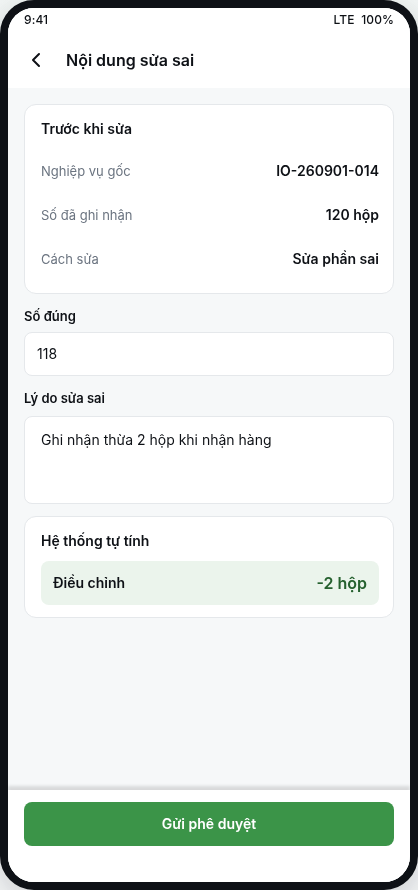 9:41 LTE 100%
Nội dung sửa sai
Trước khi sửa
Nghiệp vụ gốc IO-260901-014
Số đã ghi nhận 120 hộp
Cách sửa Sửa phần sai
Số đúng
118
Lý do sửa sai
Ghi nhận thừa 2 hộp khi nhận hàng
Hệ thống tự tính
Điều chỉnh -2 hộp
Gửi phê duyệt